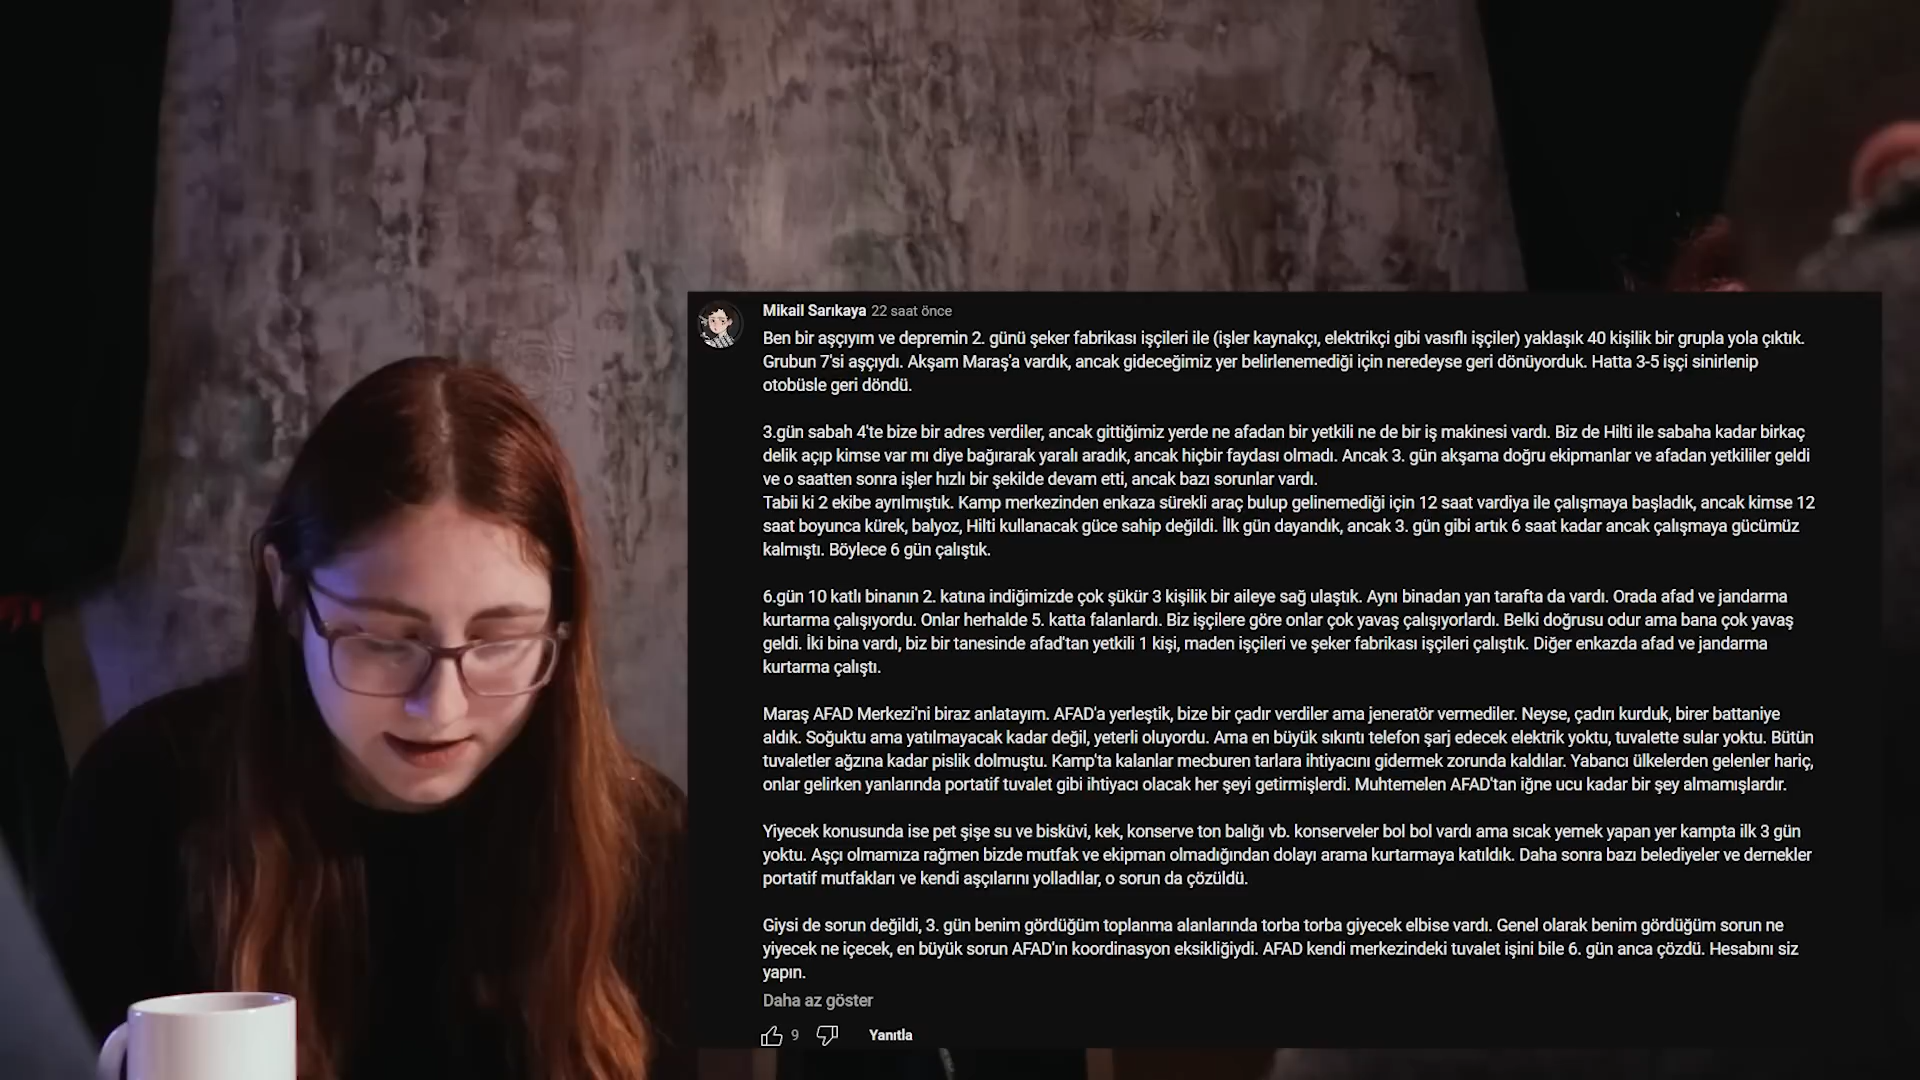 Mikail Sarıkaya 22 saat önce
Ben bir aşçıyım ve depremin 2. günü şeker fabrikası işçileri ile (işler kaynakçı, elektrikçi gibi vasıflı işçiler) yaklaşık 40 kişilik bir grupla yola çıktık.
Grubun 7'si aşçıydı. Akşam Maraş'a vardık, ancak gideceğimiz yer belirlenemediği için neredeyse geri dönüyorduk. Hatta 3-5 işçi sinirlenip
otobüsle geri döndü.
3.gün sabah 4'te bize bir adres verdiler, ancak gittiğimiz yerde ne afadan bir yetkili ne de bir iş makinesi vardı. Biz de Hilti ile sabaha kadar birkaç
delik açıp kimse var mı diye bağırarak yaralı aradık, ancak hiçbir faydası olmadı. Ancak 3. gün akşama doğru ekipmanlar ve afadan yetkililer geldi
ve o saatten sonra işler hızlı bir şekilde devam etti, ancak bazı sorunlar vardı.
Tabii ki 2 ekibe ayrılmıştık. Kamp merkezinden enkaza sürekli araç bulup gelinemediği için 12 saat vardiya ile çalışmaya başladık, ancak kimse 12
saat boyunca kürek, balyoz, Hilti kullanacak güce sahip değildi. İlk gün dayandık, ancak 3. gün gibi artık 6 saat kadar ancak çalışmaya gücümüz
kalmıştı. Böylece 6 gün çalıştık.
6.gün 10 katlı binanın 2. katına indiğimizde çok şükür 3 kişilik bir aileye sağ ulaştık. Aynı binadan yan tarafta da vardı. Orada afad ve jandarma
kurtarma çalışıyordu. Onlar herhalde 5. katta falanlardı. Biz işçilere göre onlar çok yavaş çalışıyorlardı. Belki doğrusu odur ama bana çok yavaş
geldi. İki bina vardı, biz bir tanesinde afad'tan yetkili 1 kişi, maden işçileri ve şeker fabrikası işçileri çalıştık. Diğer enkazda afad ve jandarma
kurtarma çalıştı.
Maraş AFAD Merkezi'ni biraz anlatayım. AFAD'a yerleştik, bize bir çadır verdiler ama jeneratör vermediler. Neyse, çadırı kurduk, birer battaniye
aldık. Soğuktu ama yatılmayacak kadar değil, yeterli oluyordu. Ama en büyük sıkıntı telefon şarj edecek elektrik yoktu, tuvalette sular yoktu. Bütün
tuvaletler ağzına kadar pislik dolmuştu. Kamp'ta kalanlar mecburen tarlara ihtiyacını gidermek zorunda kaldılar. Yabancı ülkelerden gelenler hariç,
onlar gelirken yanlarında portatif tuvalet gibi ihtiyacı olacak her şeyi getirmişlerdi. Muhtemelen AFAD'tan iğne ucu kadar bir şey almamışlardır.
Yiyecek konusunda ise pet şişe su ve bisküvi, kek, konserve ton balığı vb. konserveler bol bol vardı ama sıcak yemek yapan yer kampta ilk 3 gün
yoktu. Aşçı olmamıza rağmen bizde mutfak ve ekipman olmadığından dolayı arama kurtarmaya katıldık. Daha sonra bazı belediyeler ve dernekler
portatif mutfakları ve kendi aşçılarını yolladılar, o sorun da çözüldü.
Giysi de sorun değildi, 3. gün benim gördüğüm toplanma alanlarında torba torba giyecek elbise vardı. Genel olarak benim gördüğüm sorun ne
yiyecek ne içecek, en büyük sorun AFAD'ın koordinasyon eksikliğiydi. AFAD kendi merkezindeki tuvalet işini bile 6. gün anca çözdü. Hesabını siz
yapın.
Daha az göster
9 Yanıtla